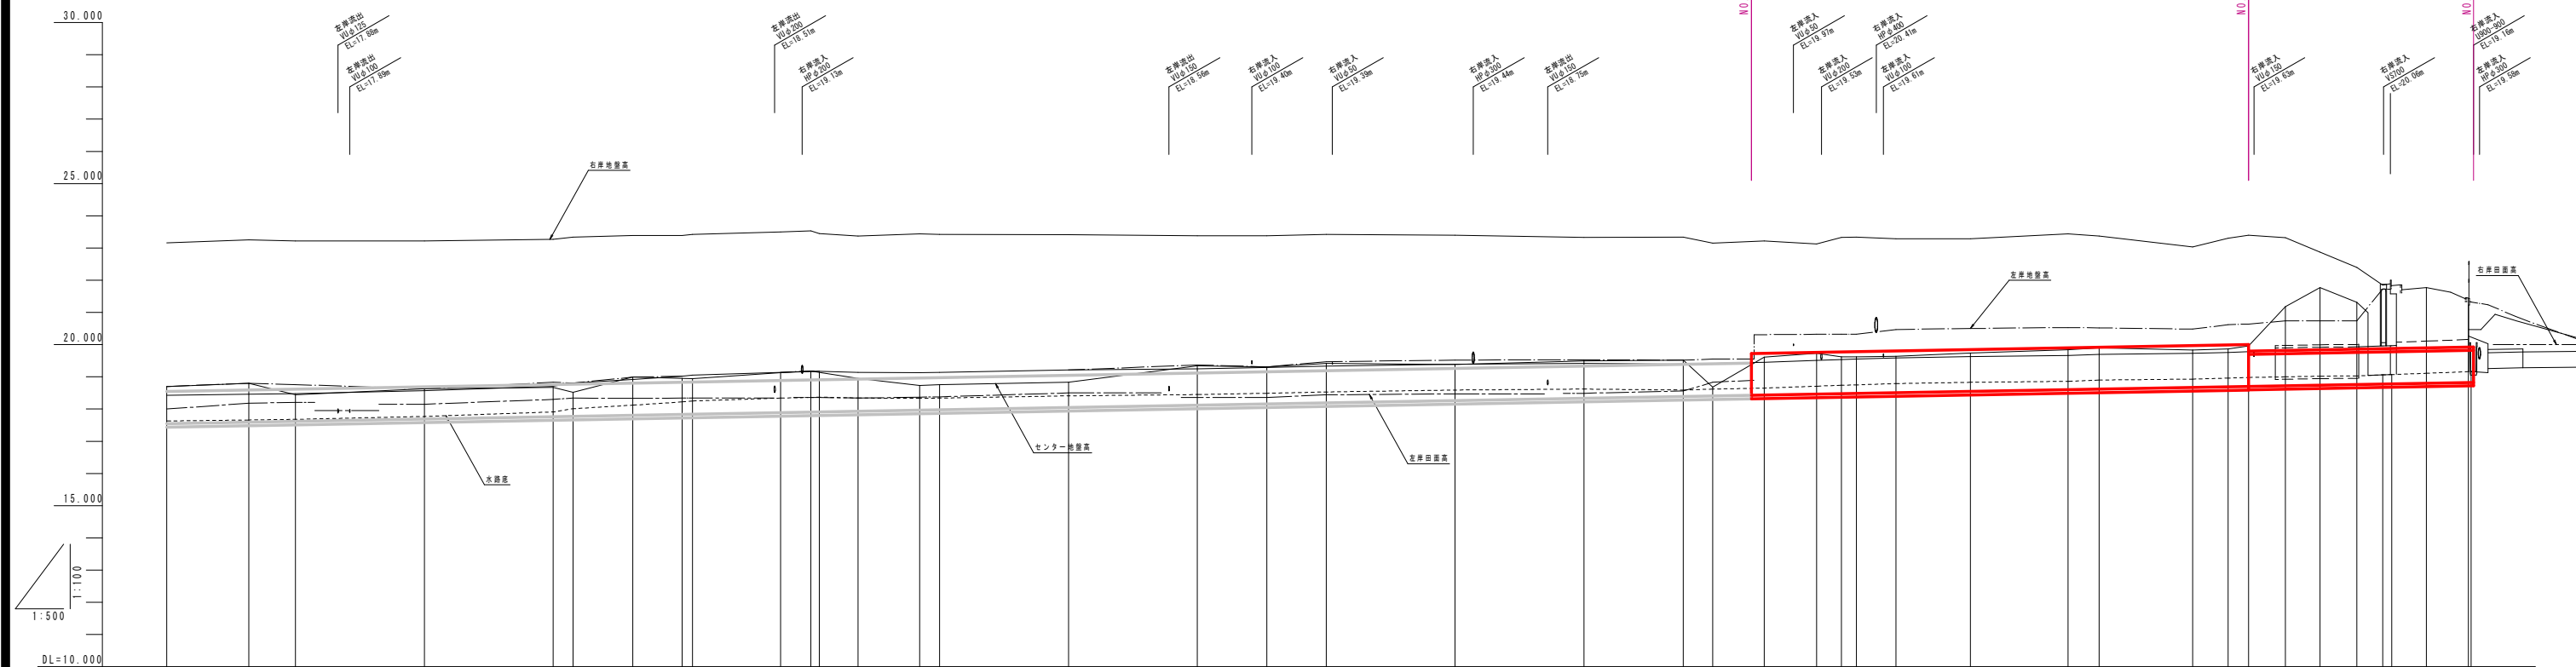 30.000
左岸流出
VUφ125
EL=17.88m
左岸流出
VUφ100
EL=17.89m
左岸流出
VUφ200
EL=18.51m
右岸流入
HPφ200
EL=19.13m
左岸流出
VUφ150
EL=18.56m
右岸流入
VUφ100
EL=19.40m
右岸流入
VUφ50
EL=19.39m
右岸流入
HPφ300
EL=19.44m
左岸流出
VUφ150
EL=18.75m
NO
左岸流入
VUφ50
EL=19.97m
左岸流入
VUφ200
EL=19.53m
右岸流入
HPφ400
EL=20.41m
左岸流入
VUφ100
EL=19.61m
NO
右岸流入
VUφ150
EL=19.63m
右岸流入
VS700
EL=20.06m
NO
右岸流入
U900-900
EL=19.16m
左岸流入
HPφ300
EL=19.58m
右岸地盤高
25.000
左岸地盤高
右岸田面高
20.000
センター地盤高
左岸田面高
水路底
15.000
1:100
1:500
DL=10.000